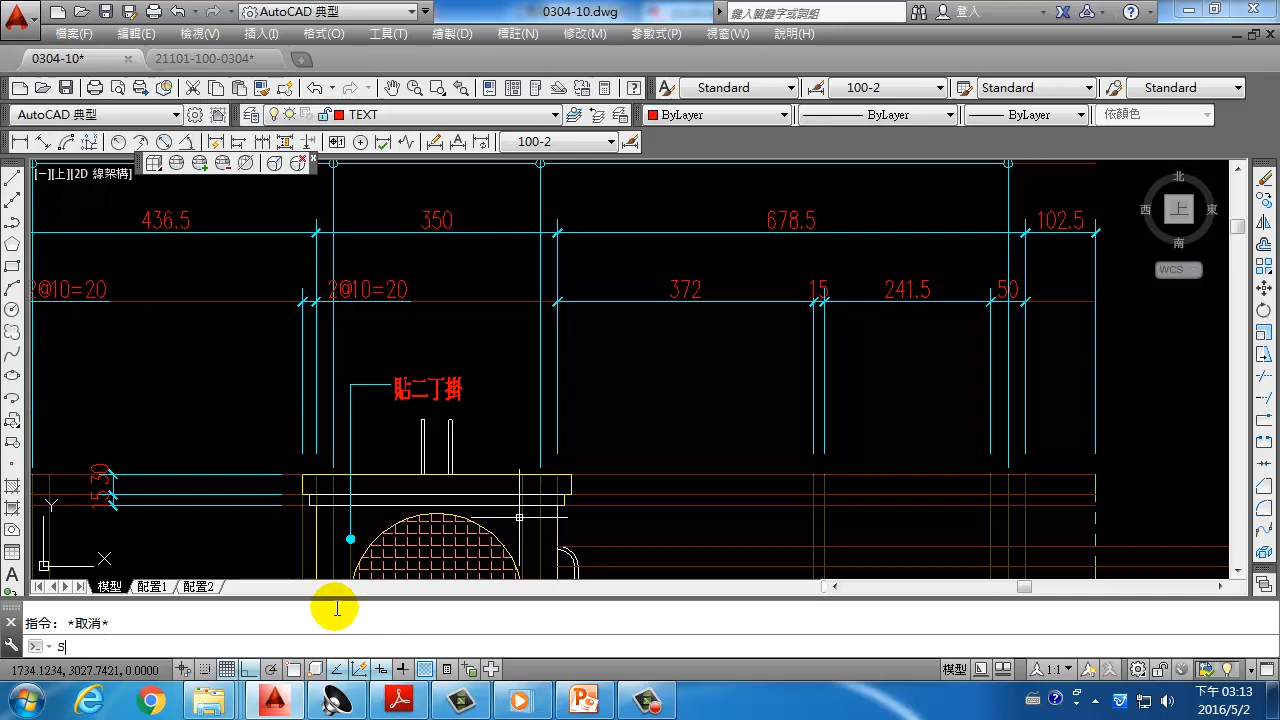 AutoCAD 典型
0304-10.dwg
鍵入關鍵字或詞組
登入
檔案(F)
編輯(E)
檢視(V)
插入(I)
格式(O)
工具(T)
繪製(D)
標註(N)
修改(M)
參數式(P)
視窗(W)
說明(H)
0304-10*
21101-100-0304*
Standard
100-2
Standard
Standard
AutoCAD 典型
TEXT
ByLayer
ByLayer
ByLayer
依顏色
100-2
[−][上][2D 線架構]
北
西
上
東
南
WCS
436.5
350
678.5
102.5
2@10=20
2@10=20
372
15
241.5
50
貼二丁掛
30
15
Y
X
模型
配置1
配置2
指令: *取消*
S
1734.1234, 3027.7421, 0.0000
模型
1:1
下午 03:13
2016/5/2